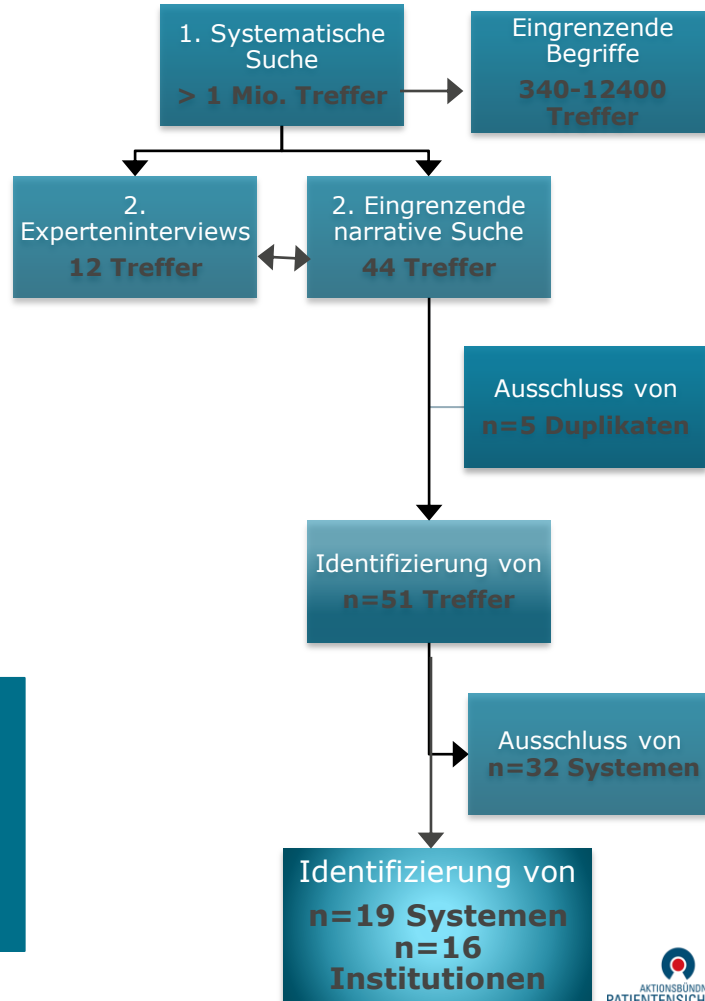 1. Systematische
Suche
> 1 Mio. Treffer
Eingrenzende
Begriffe
340-12400
Treffer
2.
Experteninterviews
12 Treffer
2. Eingrenzende
narrative Suche
44 Treffer
Ausschluss von
n=5 Duplikaten
Identifizierung von
n=51 Treffer
Ausschluss von
n=32 Systemen
Identifizierung von
n=19 Systemen
n=16
Institutionen